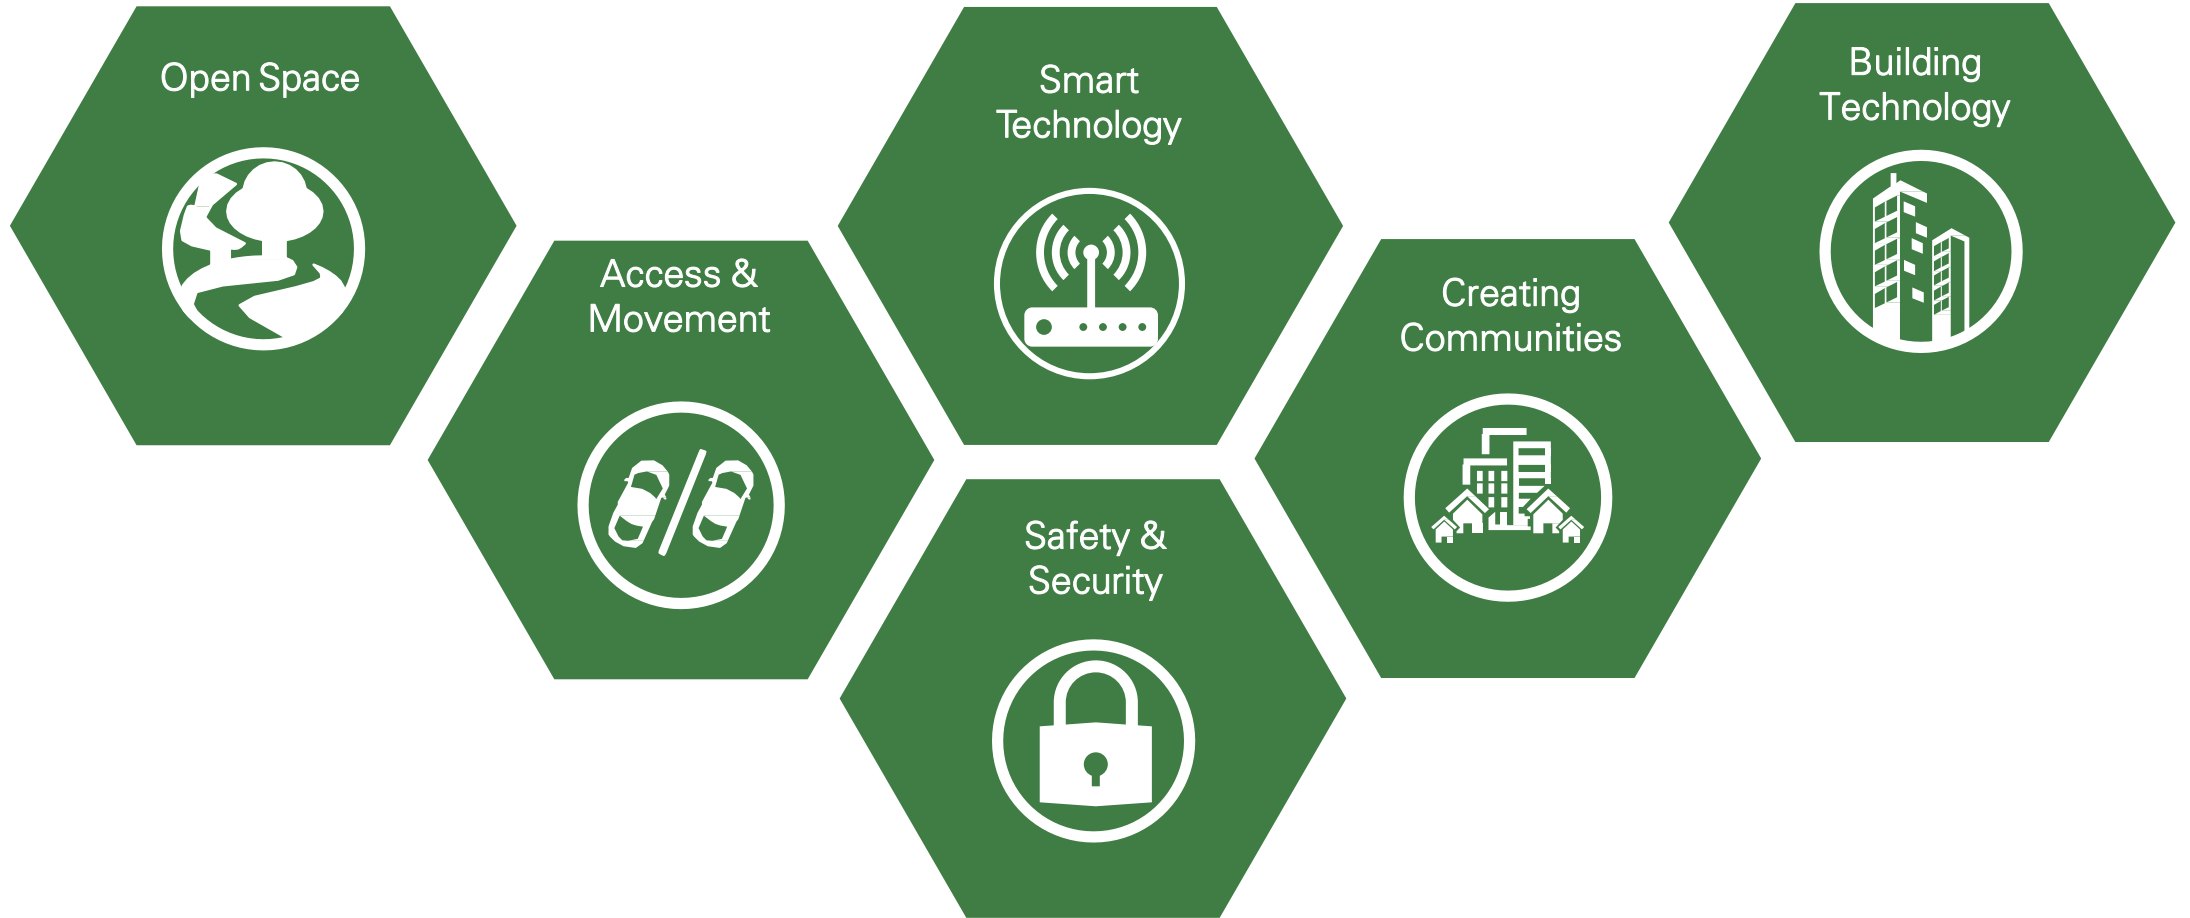 Open Space
Access &
Movement
Smart
Technology
Safety &
Security
Creating
Communities
Building
Technology